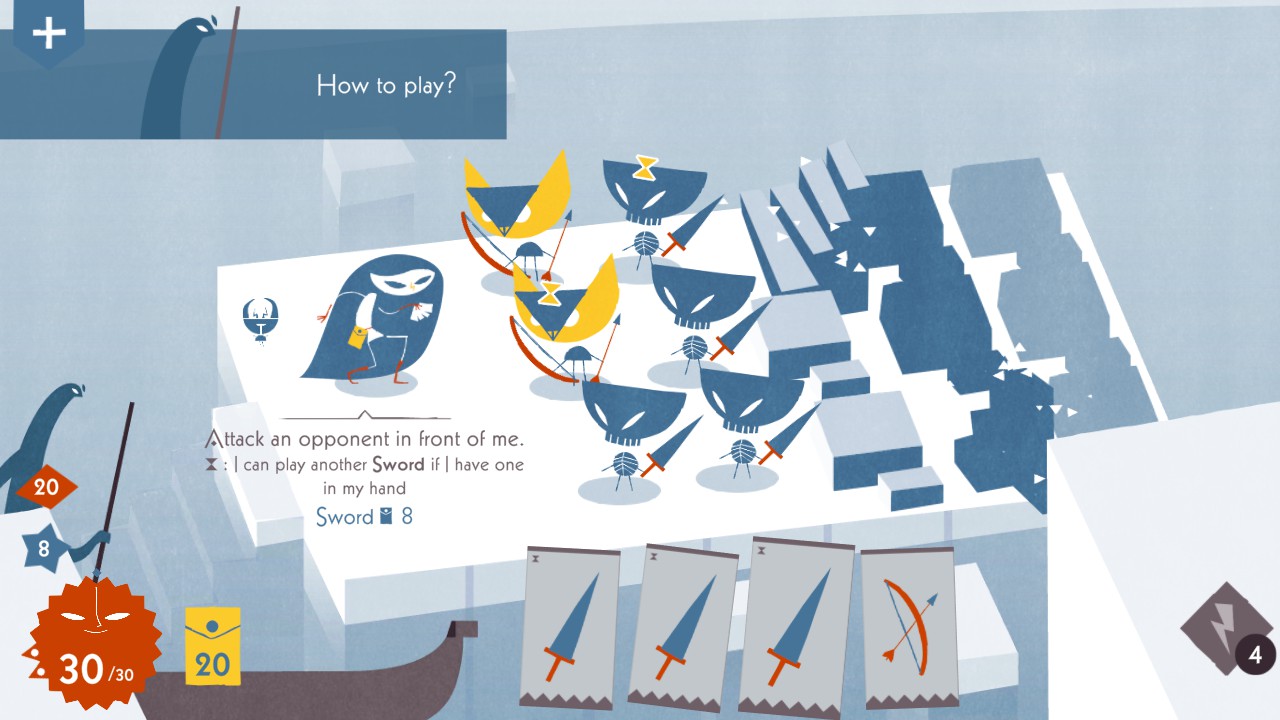 How to play?
Attack an opponent in front of me.
: I can play another Sword if I have one
in my hand
Sword 8
20
8
30/30
20
4